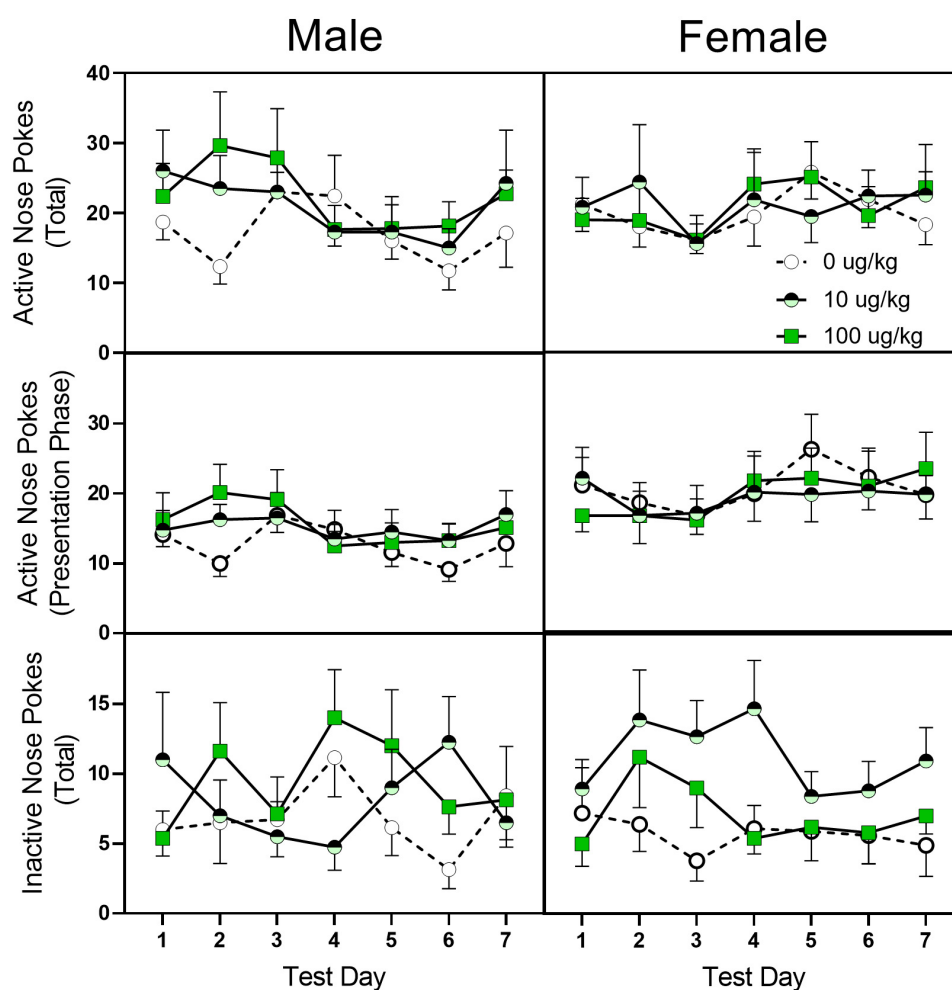 Male
Female
Active Nose Pokes
(Total)
40
30
20
10
0
0 ug/kg
10 ug/kg
100 ug/kg
Active Nose Pokes
(Presentation Phase)
30
20
10
0
Inactive Nose Pokes
(Total)
15
10
5
0
1 2 3 4 5 6 7
1 2 3 4 5 6 7
Test Day
Test Day